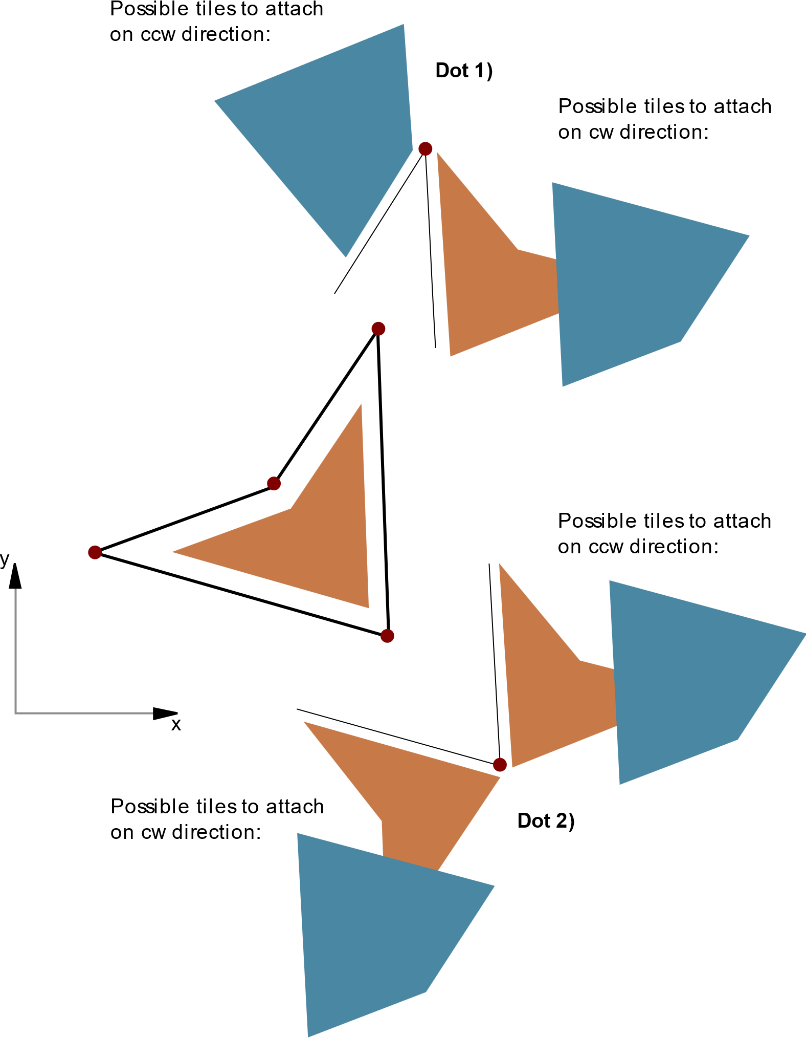 Possible tiles to attach
on ccw direction:
Dot 1)
Possible tiles to attach
on cw direction:
Possible tiles to attach
on ccw direction:
y
x
Possible tiles to attach
on cw direction:
Dot 2)